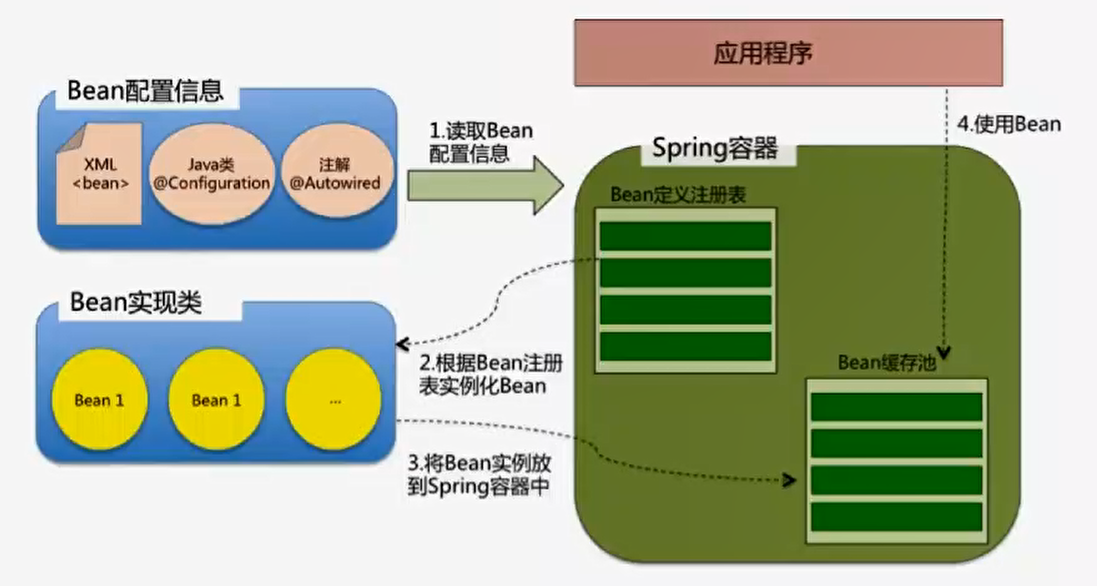 应用程序
Bean配置信息
XML
<bean>
Java类
@Configuration
注解
@Autowired
1.读取Bean
配置信息
4.使用Bean
Spring容器
Bean定义注册表
Bean实现类
Bean 1
Bean 1
...
2.根据Bean注册
表实例化Bean
Bean缓存池
3.将Bean实例放
到Spring容器中